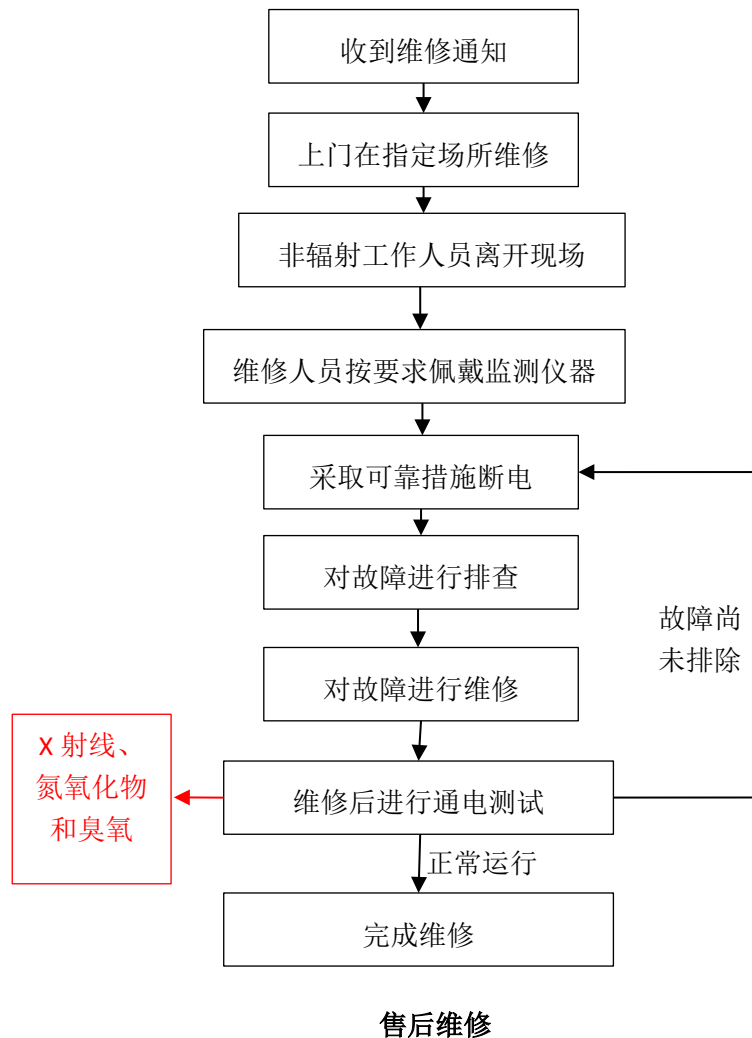 收到维修通知
上门在指定场所维修
非辐射工作人员离开现场
维修人员按要求佩戴监测仪器
采取可靠措施断电
对故障进行排查
故障尚
未排除
对故障进行维修
X 射线、
氮氧化物
和臭氧
维修后进行通电测试
正常运行
完成维修
售后维修